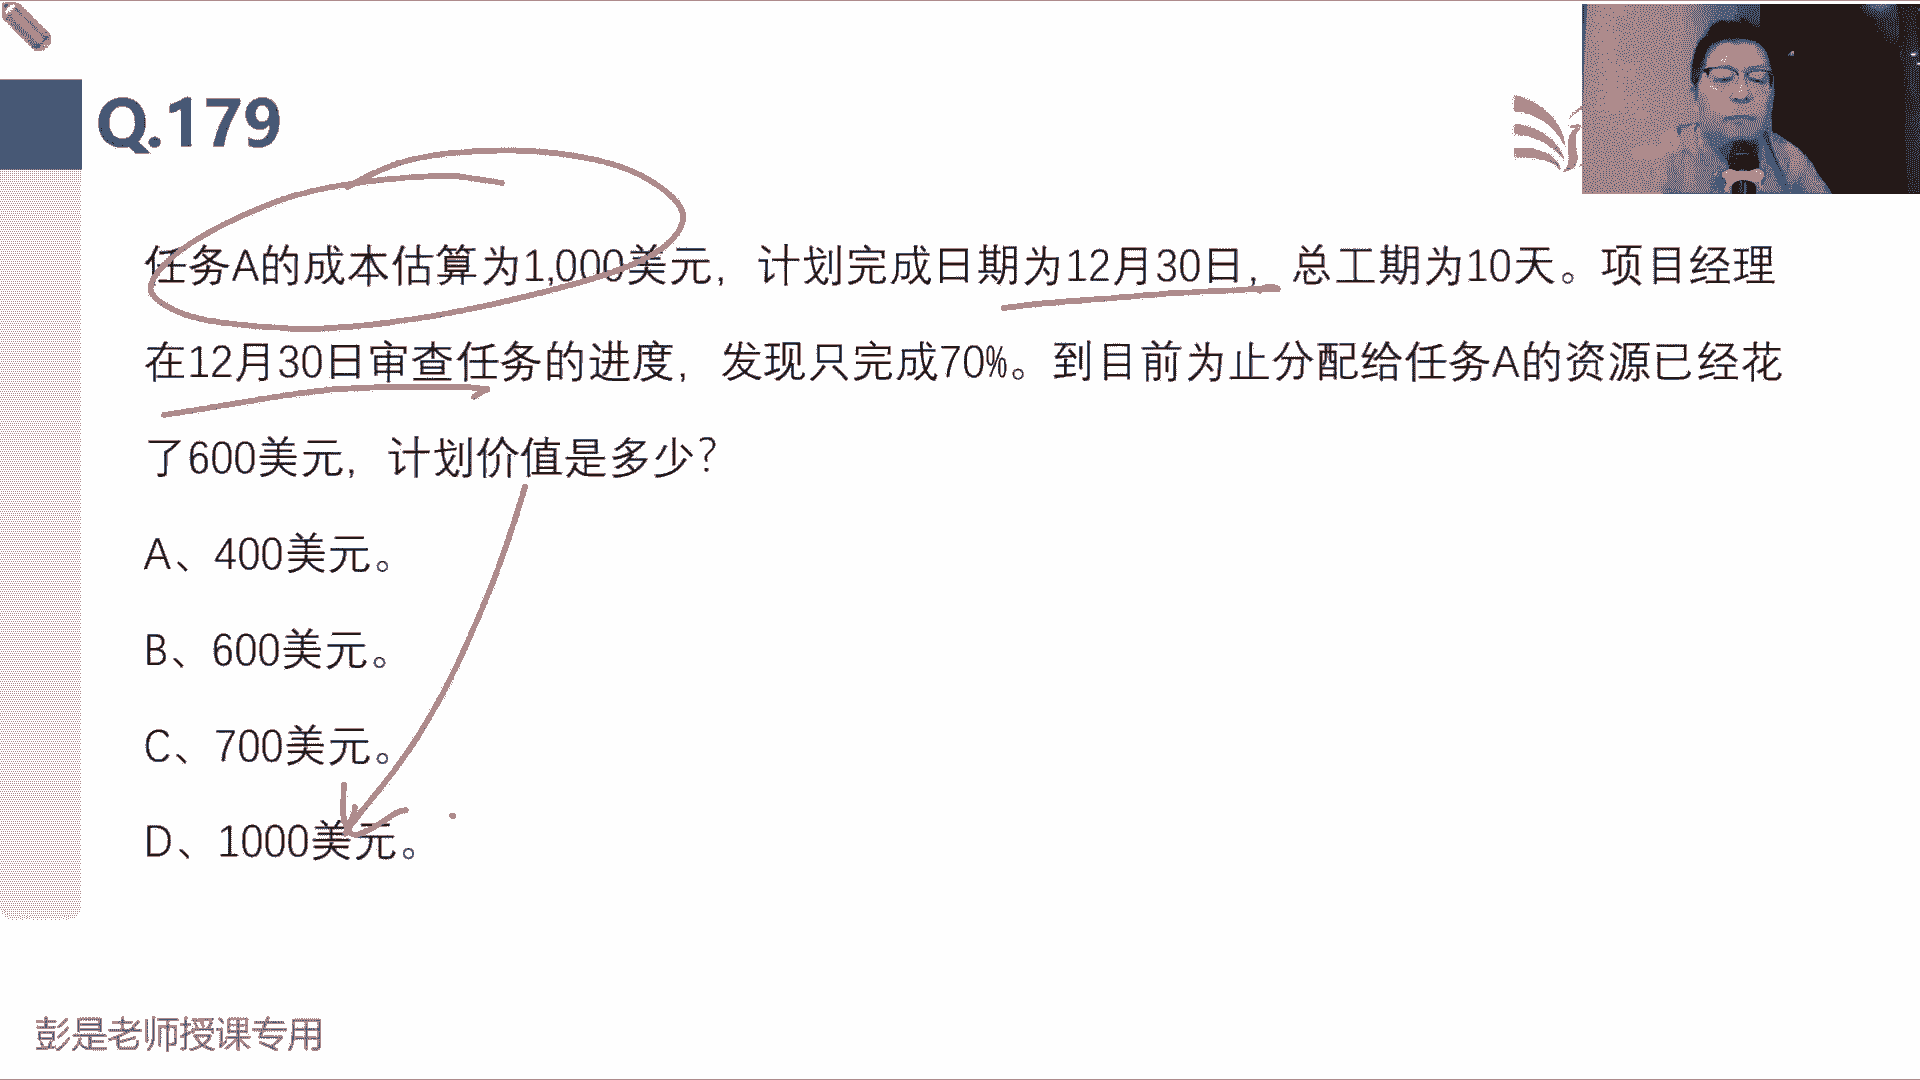 Q.179
任务A的成本估算为1,000美元，计划完成日期为12月30日，总工期为10天。项目经理
在12月30日审查任务的进度，发现只完成70%。到目前为止分配给任务A的资源已经花
了600美元，计划价值是多少？
A、400美元。
B、600美元。
C、700美元。
D、1000美元。
彭是老师授课专用